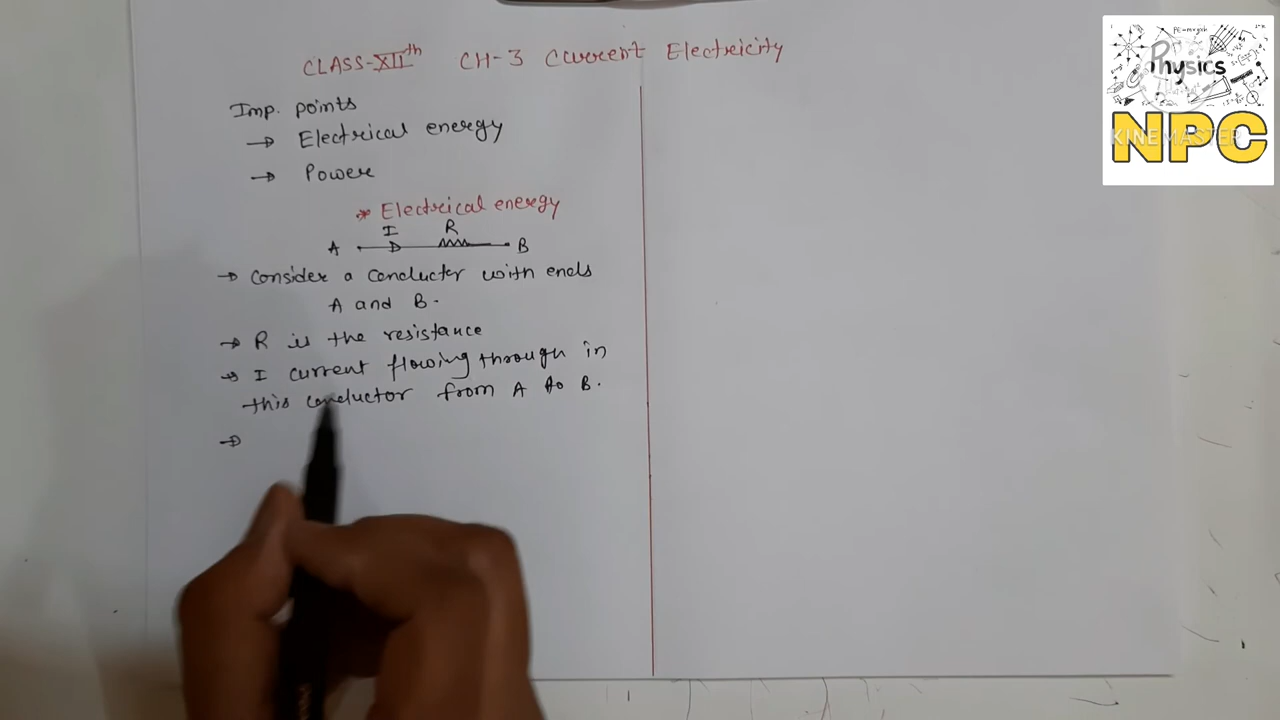 CLASS-XIIth CH-3 Current Electricity
Imp. points
→ Electrical energy
→ Power
* Electrical energy
I R
A B
→ Consider a conductor with ends
A and B.
→ R is the resistance
→ I current flowing through in
this conductor from A to B.
→
Physics
NPC
KINEMASTER